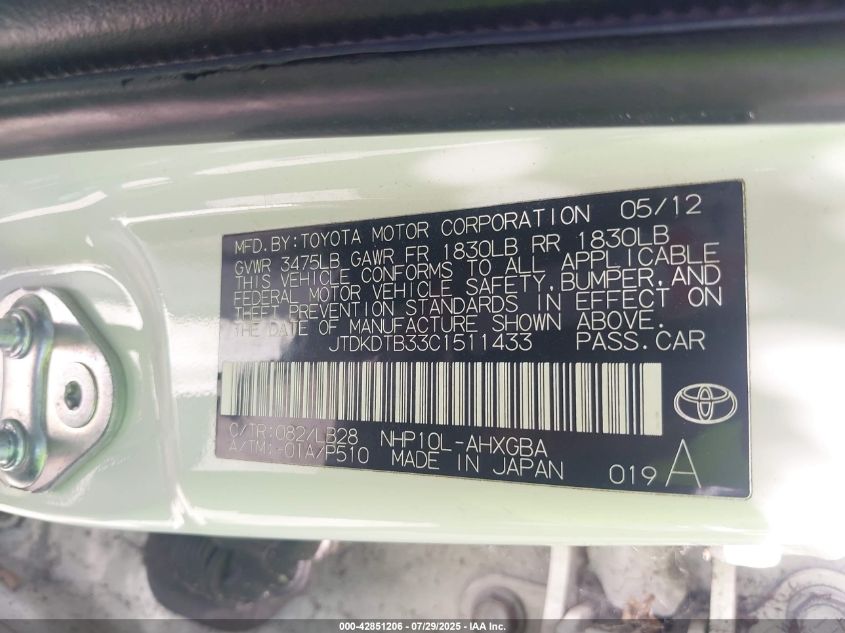 MFD.BY:TOYOTA MOTOR CORPORATION 05/12
GVWR 3475LB GAWR FR 1830LB RR 1830LB
THIS VEHICLE CONFORMS TO ALL APPLICABLE
FEDERAL MOTOR VEHICLE SAFETY,BUMPER,AND
THEFT PREVENTION STANDARDS IN EFFECT ON
THE DATE OF MANUFACTURE SHOWN ABOVE.
JTDKDTB33C1511433 PASS.CAR
C/TR:082/LB28 NHP10L-AHXGBA
A/TM:-01A/P510 MADE IN JAPAN 019 A
000-42851206 - 07/29/2025 - IAA Inc.